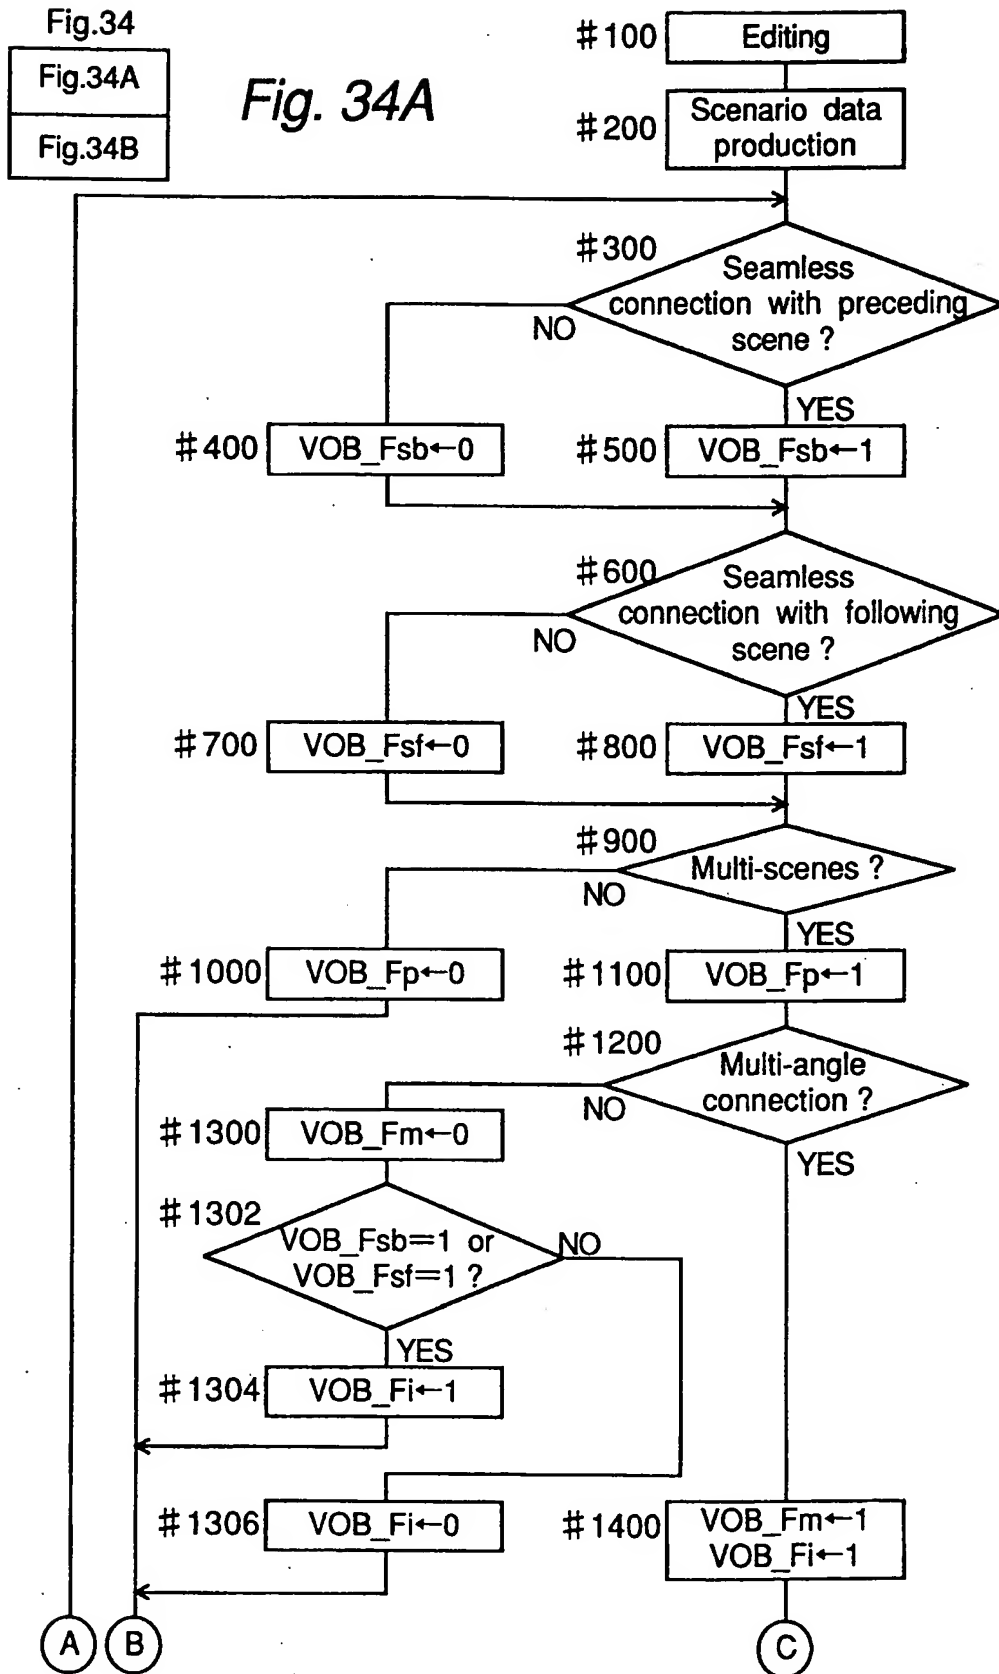 Fig.34
Fig.34A
Fig.34B
Fig. 34A
#100
Editing
#200
Scenario data
production
#300
Seamless
connection with preceding
scene ?
NO
YES
#400
VOB_Fsb←0
#500
VOB_Fsb←1
#600
Seamless
connection with following
scene ?
NO
YES
#700
VOB_Fsf←0
#800
VOB_Fsf←1
#900
Multi-scenes ?
NO
YES
#1000
VOB_Fp←0
#1100
VOB_Fp←1
#1200
Multi-angle
connection ?
NO
YES
#1300
VOB_Fm←0
#1302
VOB_Fsb=1 or
VOB_Fsf=1 ?
NO
YES
#1304
VOB_Fi←1
#1306
VOB_Fi←0
#1400
VOB_Fm←1
VOB_Fi←1
A
B
C